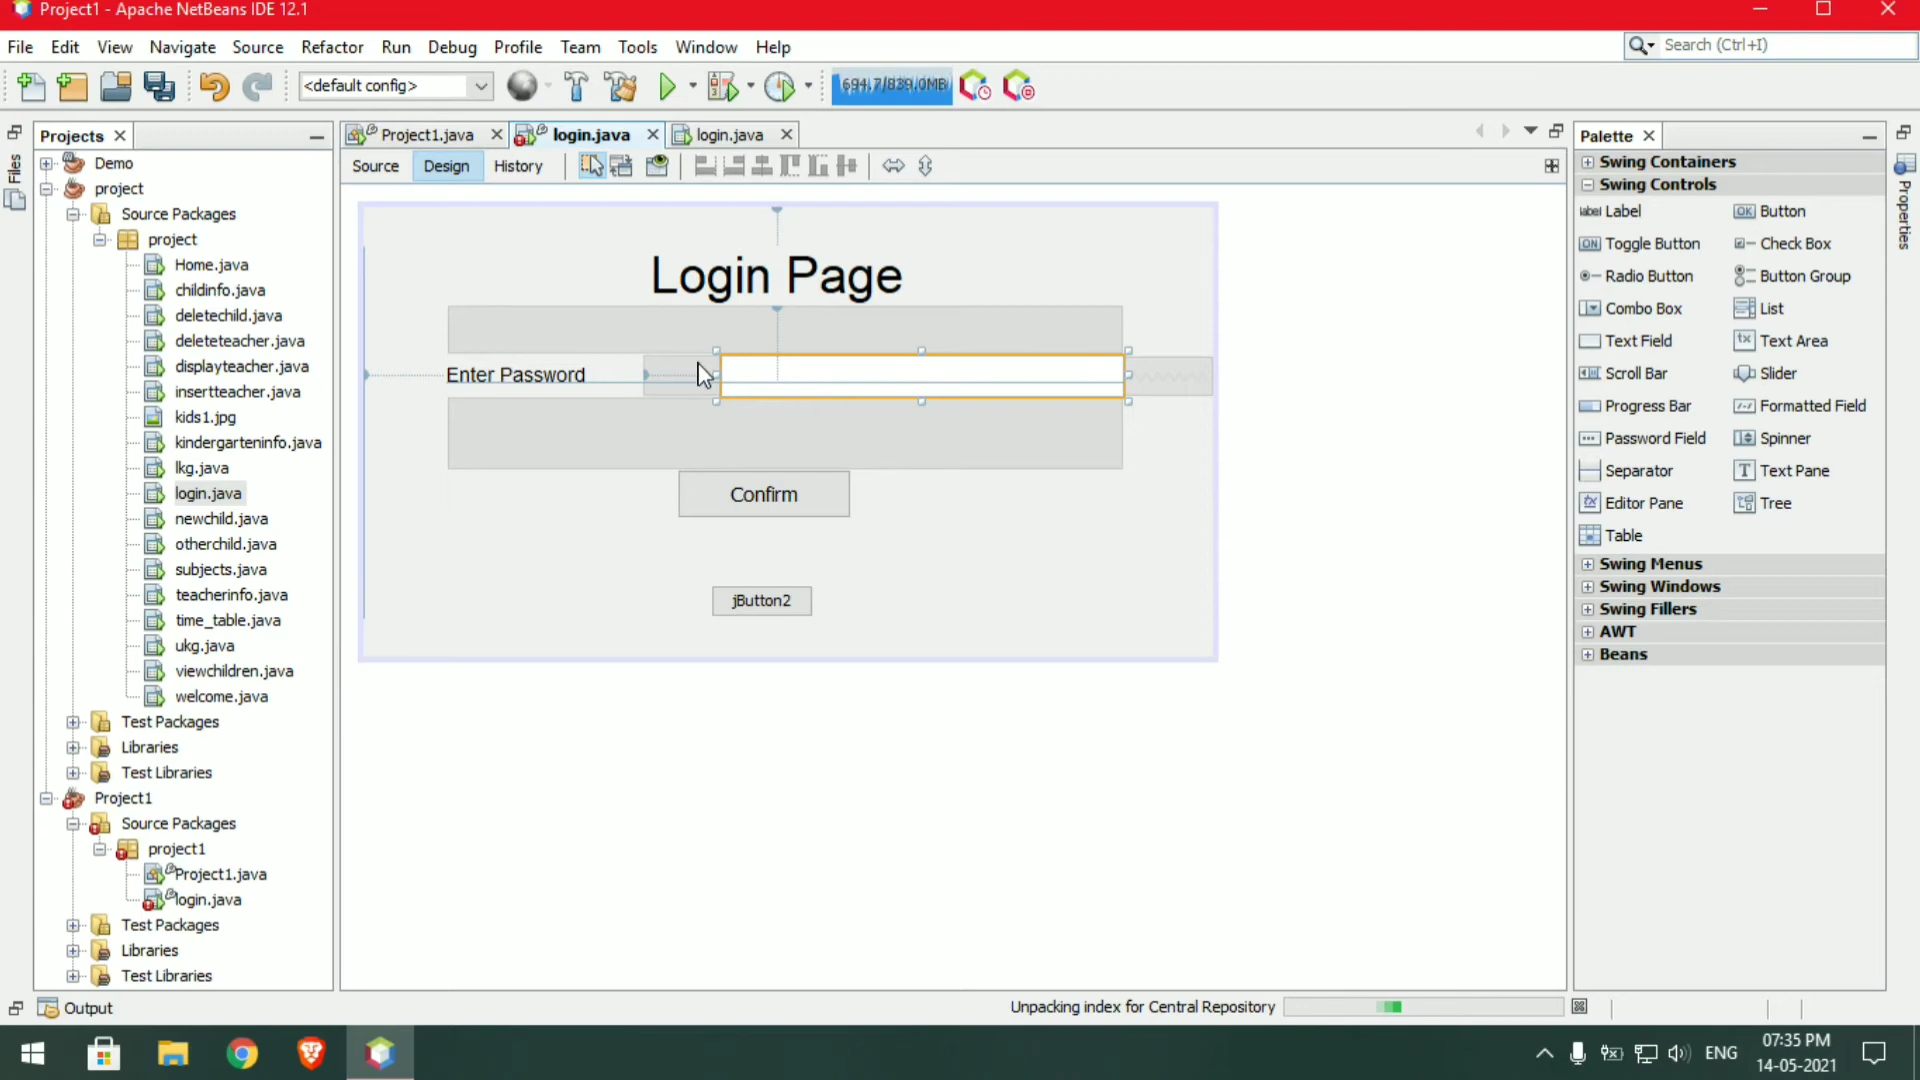 Project1 - Apache NetBeans IDE 12.1
File Edit View Navigate Source Refactor Run Debug Profile Team Tools Window Help
Search (Ctrl+I)
<default config>
694.7/839.0MB
Projects
Project1.java
login.java
login.java
Palette
Files
Source Design History
Properties
Demo
project
Source Packages
project
Home.java
childinfo.java
deletechild.java
deleteteacher.java
displayteacher.java
insertteacher.java
kids1.jpg
kindergarteninfo.java
lkg.java
login.java
newchild.java
otherchild.java
subjects.java
teacherinfo.java
time_table.java
ukg.java
viewchildren.java
welcome.java
Test Packages
Libraries
Test Libraries
Project1
Source Packages
project1
Project1.java
login.java
Test Packages
Libraries
Test Libraries
Login Page
Enter Password
Confirm
jButton2
Swing Containers
Swing Controls
label Label
OK Button
ON Toggle Button
Check Box
Radio Button
Button Group
Combo Box
List
Text Field
Text Area
Scroll Bar
Slider
Progress Bar
Formatted Field
Password Field
Spinner
Separator
T Text Pane
Editor Pane
Tree
Table
Swing Menus
Swing Windows
Swing Fillers
AWT
Beans
Output
Unpacking index for Central Repository
ENG
07:35 PM
14-05-2021